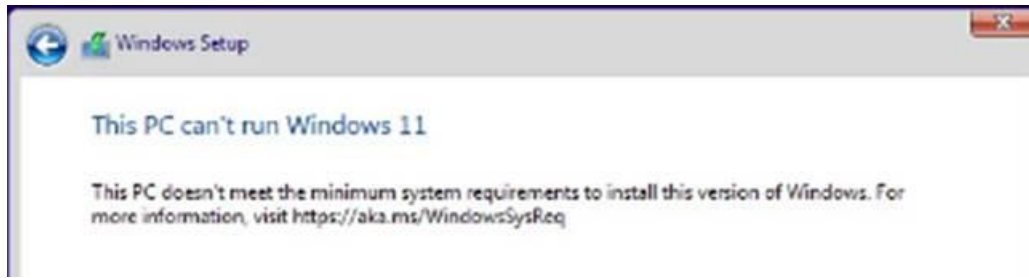 Windows Setup
This PC can't run Windows 11
This PC doesn't meet the minimum system requirements to install this version of Windows. For
more information, visit https://aka.ms/WindowsSysReq